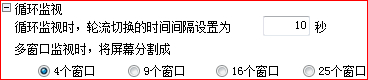 循环监视
循环监视时，轮流切换的时间间隔设置为 10 秒
多窗口监视时，将屏幕分割成
4个窗口 9个窗口 16个窗口 25个窗口